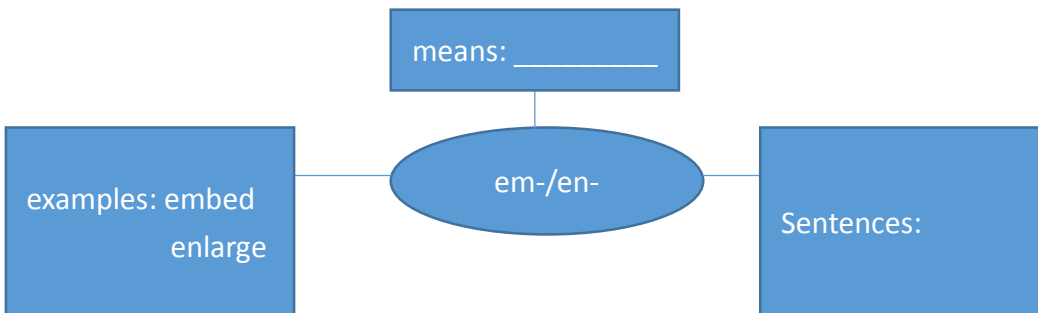 means: _________
examples: embed
enlarge
em-/en-
Sentences: